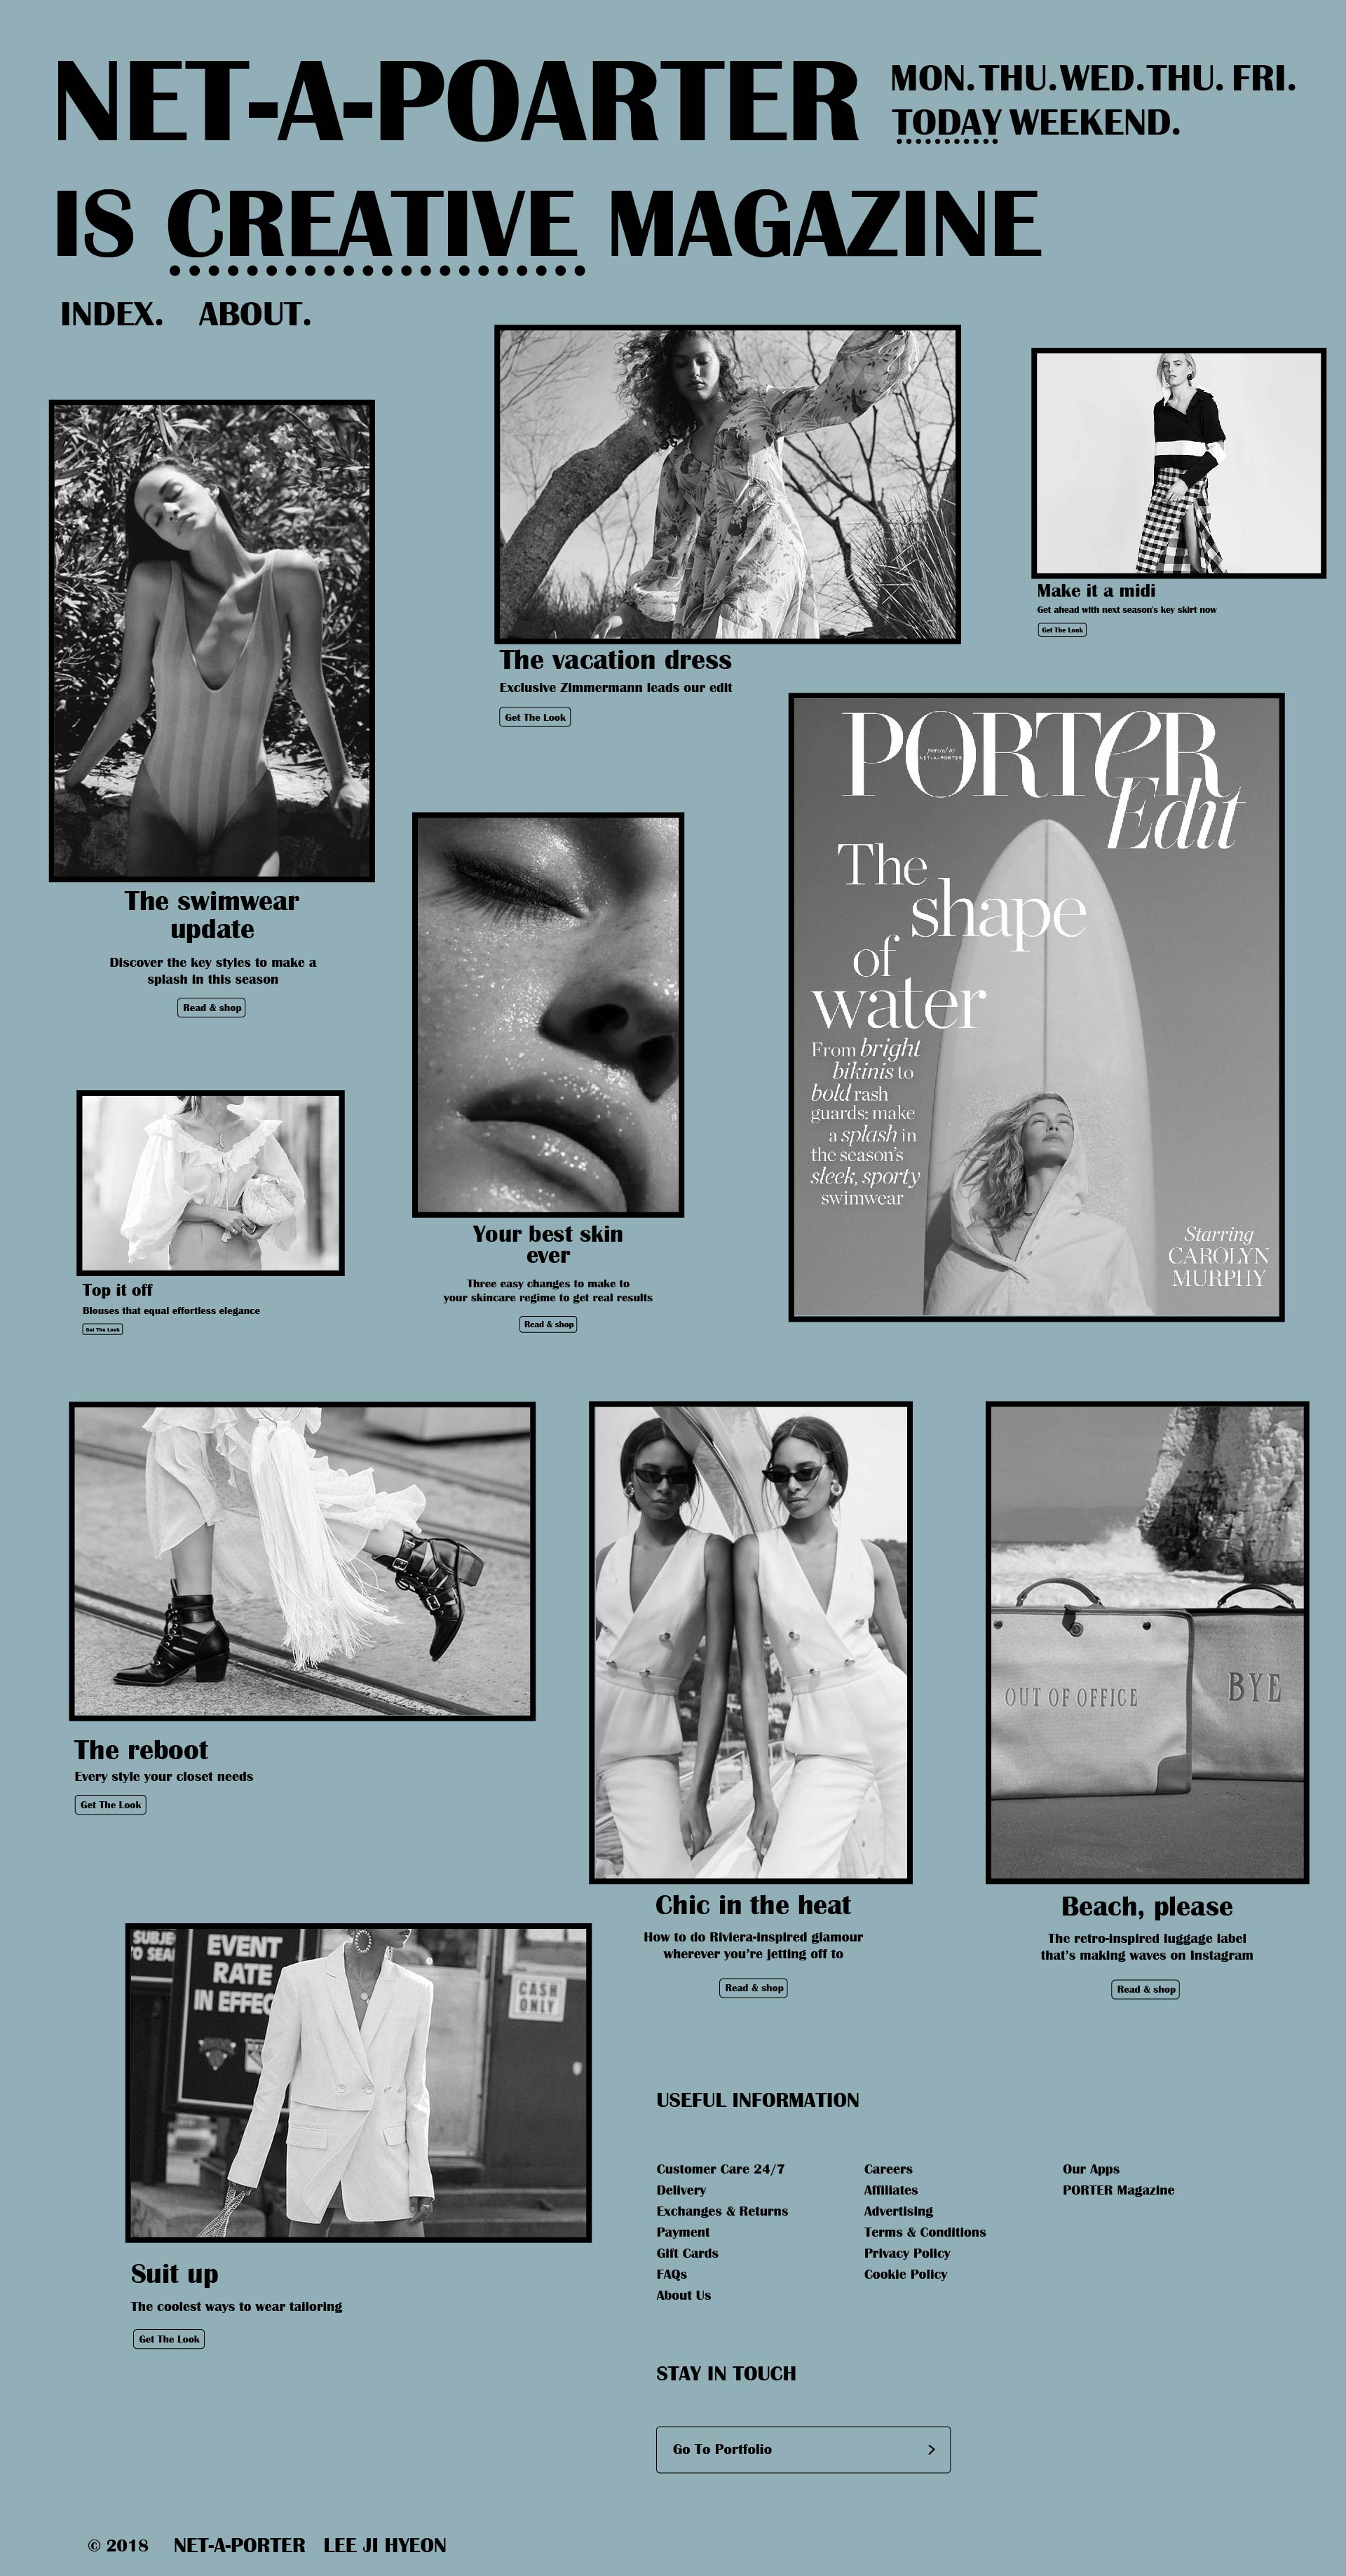 NET-A-POARTER
MON. THU. WED. THU. FRI.
TODAY WEEKEND.
IS CREATIVE MAGAZINE
INDEX. ABOUT.
The swimwear
update
Discover the key styles to make a
splash in this season
Read & shop
The vacation dress
Exclusive Zimmermann leads our edit
Get The Look
Make it a midi
Get ahead with next season's key skirt now
Get The Look
PORTER
powered by
NET-A-PORTER
Edit
The
shape
of
water
From bright
bikinis to
bold rash
guards: make
a splash in
the season's
sleek, sporty
swimwear
Starring
CAROLYN
MURPHY
Top it off
Blouses that equal effortless elegance
Get The Look
Your best skin
ever
Three easy changes to make to
your skincare regime to get real results
Read & shop
The reboot
Every style your closet needs
Get The Look
Chic in the heat
How to do Riviera-inspired glamour
wherever you're jetting off to
Read & shop
OUT OF OFFICE
BYE
Beach, please
The retro-inspired luggage label
that's making waves on Instagram
Read & shop
SUBJE
TO SEA
EVENT
RATE
IN EFFEC
CASH
ONLY
Suit up
The coolest ways to wear tailoring
Get The Look
USEFUL INFORMATION
Customer Care 24/7
Delivery
Exchanges & Returns
Payment
Gift Cards
FAQs
About Us
Careers
Affiliates
Advertising
Terms & Conditions
Privacy Policy
Cookie Policy
Our Apps
PORTER Magazine
STAY IN TOUCH
Go To Portfolio
© 2018 NET-A-PORTER LEE JI HYEON